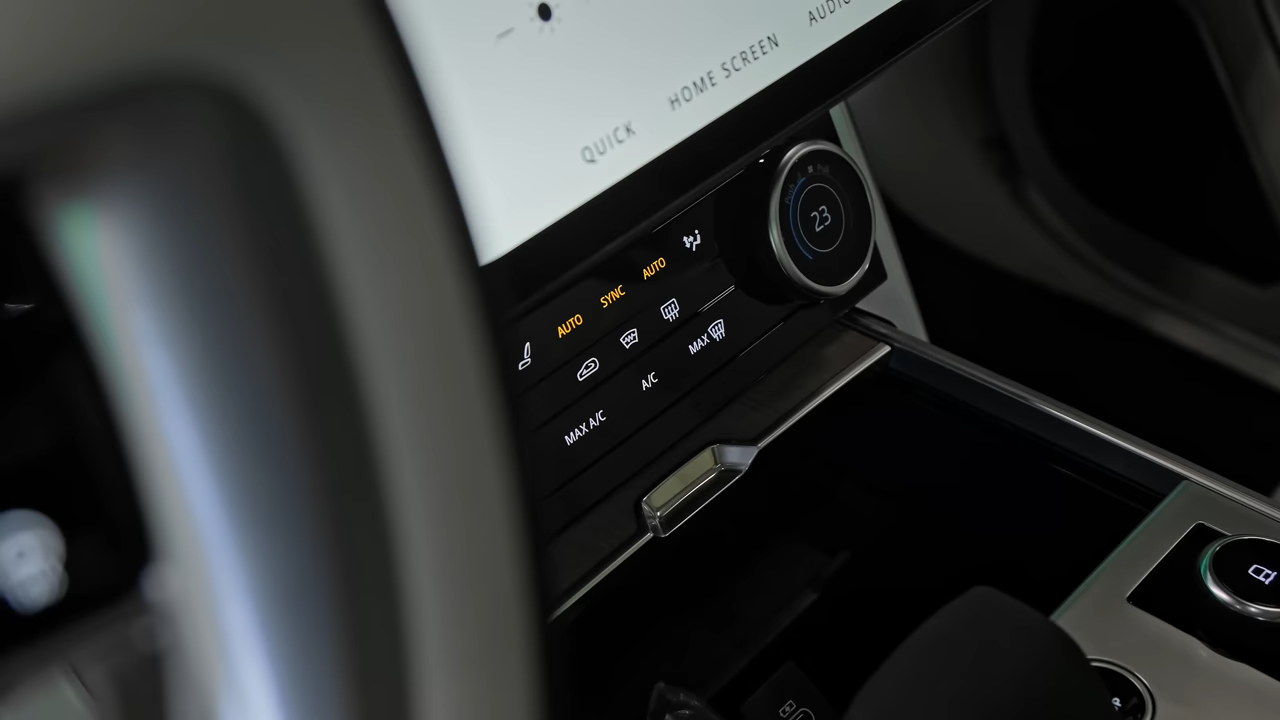 AUDIO
HOME SCREEN
QUICK
23
AUTO
SYNC
AUTO
MAX
A/C
MAX A/C